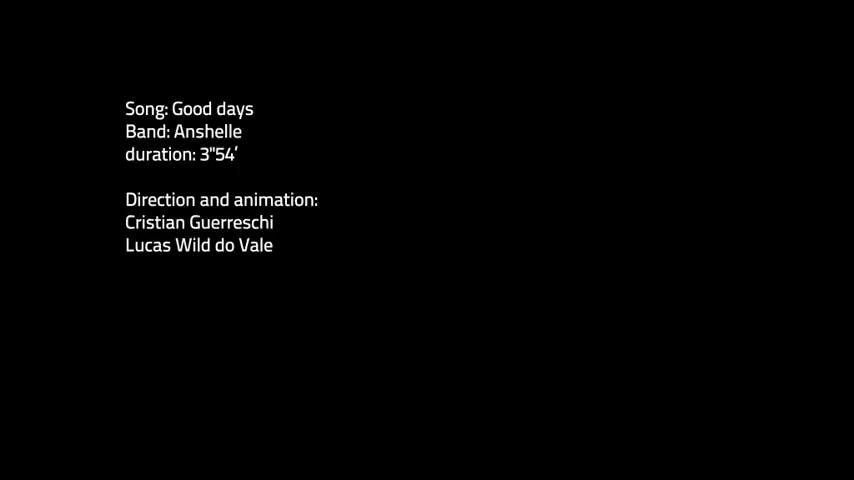 Song: Good days
Band: Anshelle
duration: 3"54'
Direction and animation:
Cristian Guerreschi
Lucas Wild do Vale